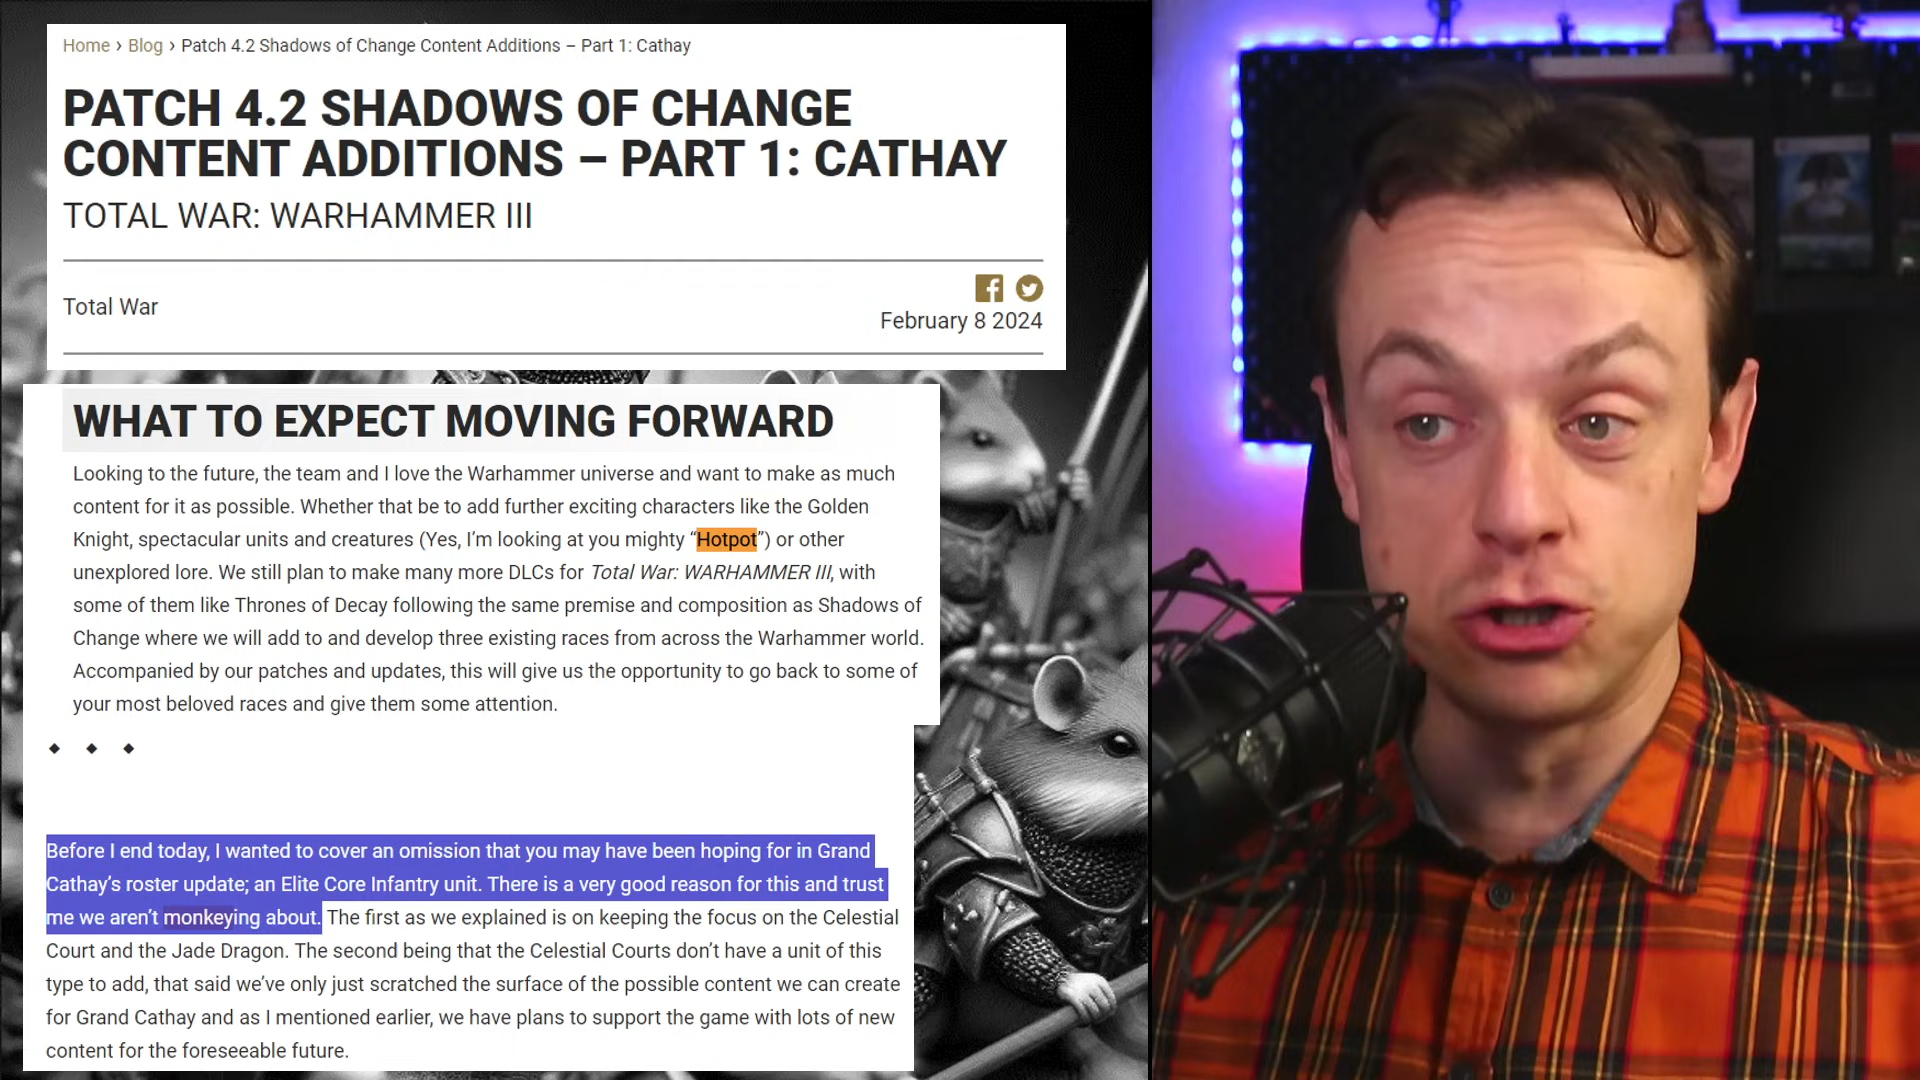 Home › Blog › Patch 4.2 Shadows of Change Content Additions – Part 1: Cathay
PATCH 4.2 SHADOWS OF CHANGE
CONTENT ADDITIONS – PART 1: CATHAY
TOTAL WAR: WARHAMMER III
Total War
February 8 2024
WHAT TO EXPECT MOVING FORWARD
Looking to the future, the team and I love the Warhammer universe and want to make as much
content for it as possible. Whether that be to add further exciting characters like the Golden
Knight, spectacular units and creatures (Yes, I'm looking at you mighty “Hotpot”) or other
unexplored lore. We still plan to make many more DLCs for Total War: WARHAMMER III, with
some of them like Thrones of Decay following the same premise and composition as Shadows of
Change where we will add to and develop three existing races from across the Warhammer world.
Accompanied by our patches and updates, this will give us the opportunity to go back to some of
your most beloved races and give them some attention.
Before I end today, I wanted to cover an omission that you may have been hoping for in Grand
Cathay’s roster update; an Elite Core Infantry unit. There is a very good reason for this and trust
me we aren’t monkeying about. The first as we explained is on keeping the focus on the Celestial
Court and the Jade Dragon. The second being that the Celestial Courts don’t have a unit of this
type to add, that said we’ve only just scratched the surface of the possible content we can create
for Grand Cathay and as I mentioned earlier, we have plans to support the game with lots of new
content for the foreseeable future.